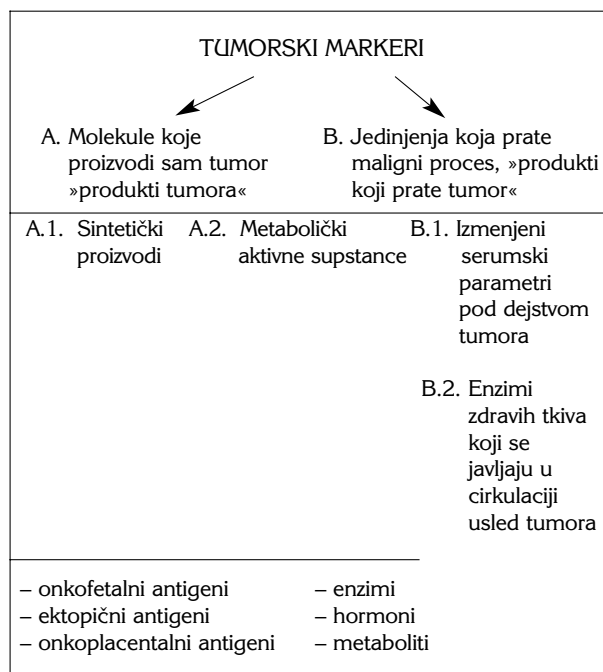 TUMORSKI MARKERI
A. Molekule koje
proizvodi sam tumor
»produkti tumora«
B. Jedinjenja koja prate
maligni proces, »produkti
koji prate tumor«
A.1. Sintetički
proizvodi
A.2. Metabolički
aktivne supstance
B.1. Izmenjeni
serumski
parametri
pod dejstvom
tumora
B.2. Enzimi
zdravih tkiva
koji se
javljaju u
cirkulaciji
usled tumora
– onkofetalni antigeni
– ektopični antigeni
– onkoplacentalni antigeni
– enzimi
– hormoni
– metaboliti